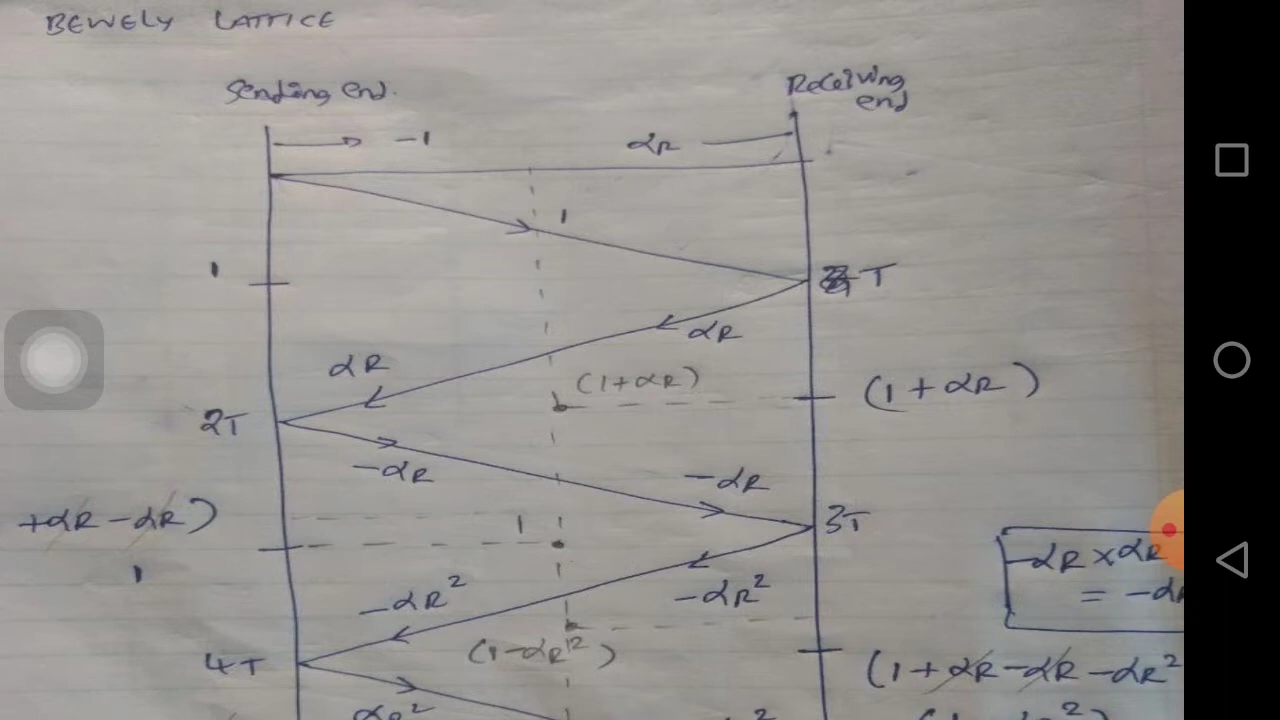 BEWELY LATTICE
Sending end.
Receiving
end
-1
αR
1
1
T
αR
αR
(1+αR)
(1 + αR)
2T
-αR
-αR
+αR - αR)
1
3T
1
-αR × αR
= -α
-αR²
-αR²
(1-αR²)
4T
(1 + αR - αR - αR²
αR²